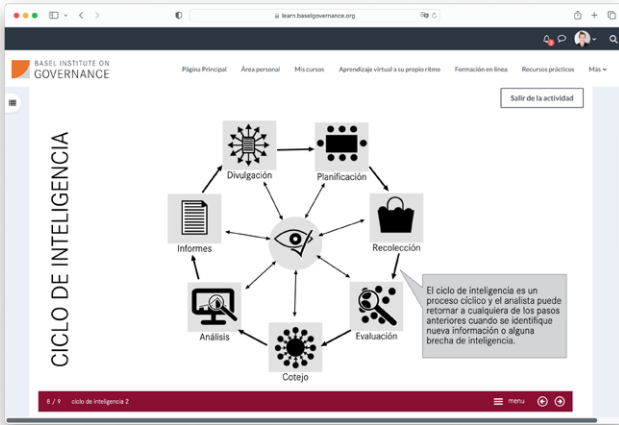 learn.baselgovernance.org
BASEL INSTITUTE ON
GOVERNANCE
Página Principal
Área personal
Mis cursos
Aprendizaje virtual a su propio ritmo
Formación en línea
Recursos prácticos
Más
Salir de la actividad
CICLO DE INTELIGENCIA
Divulgación
Planificación
Informes
Recolección
El ciclo de inteligencia es un
proceso cíclico y el analista puede
retornar a cualquiera de los pasos
anteriores cuando se identifique
nueva información o alguna
brecha de inteligencia.
Análisis
Evaluación
Cotejo
8 / 9 ciclo de inteligencia 2
menu